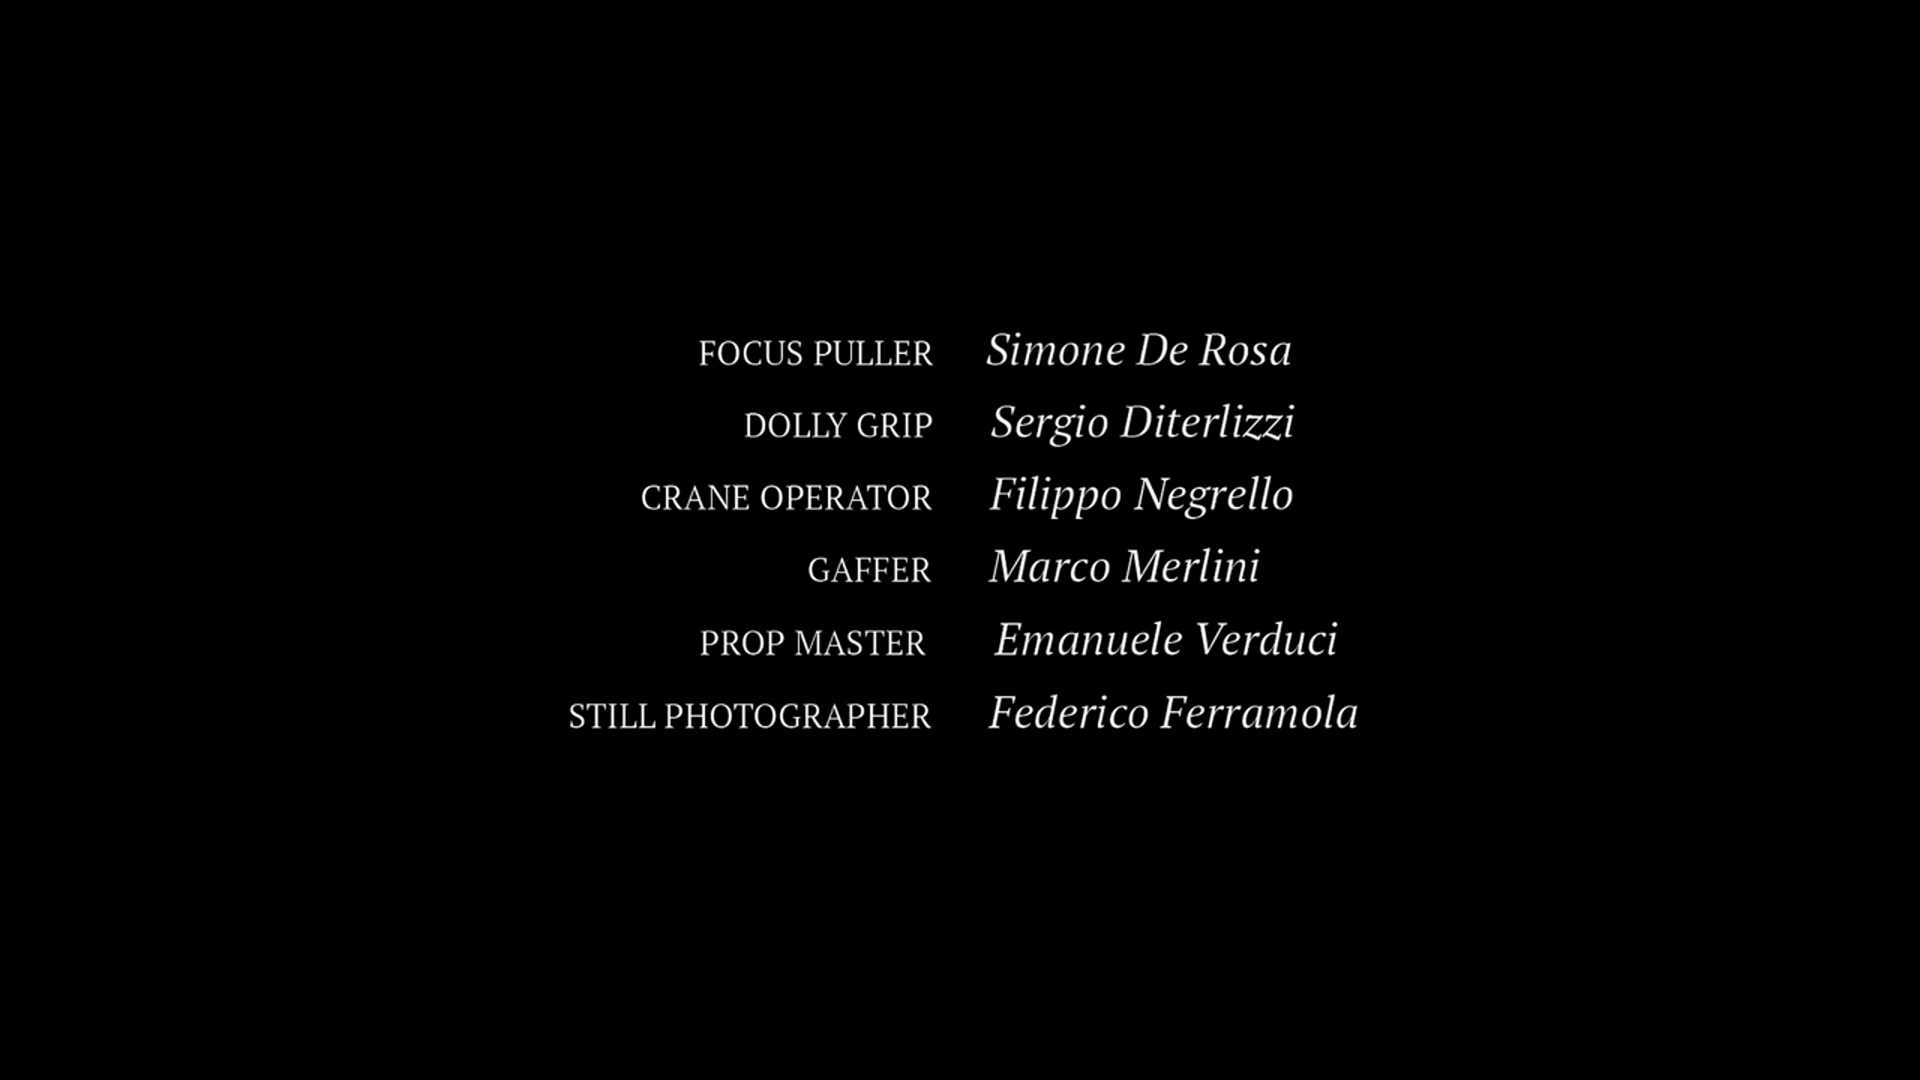 FOCUS PULLER Simone De Rosa
DOLLY GRIP Sergio Diterlizzi
CRANE OPERATOR Filippo Negrello
GAFFER Marco Merlini
PROP MASTER Emanuele Verduci
STILL PHOTOGRAPHER Federico Ferramola